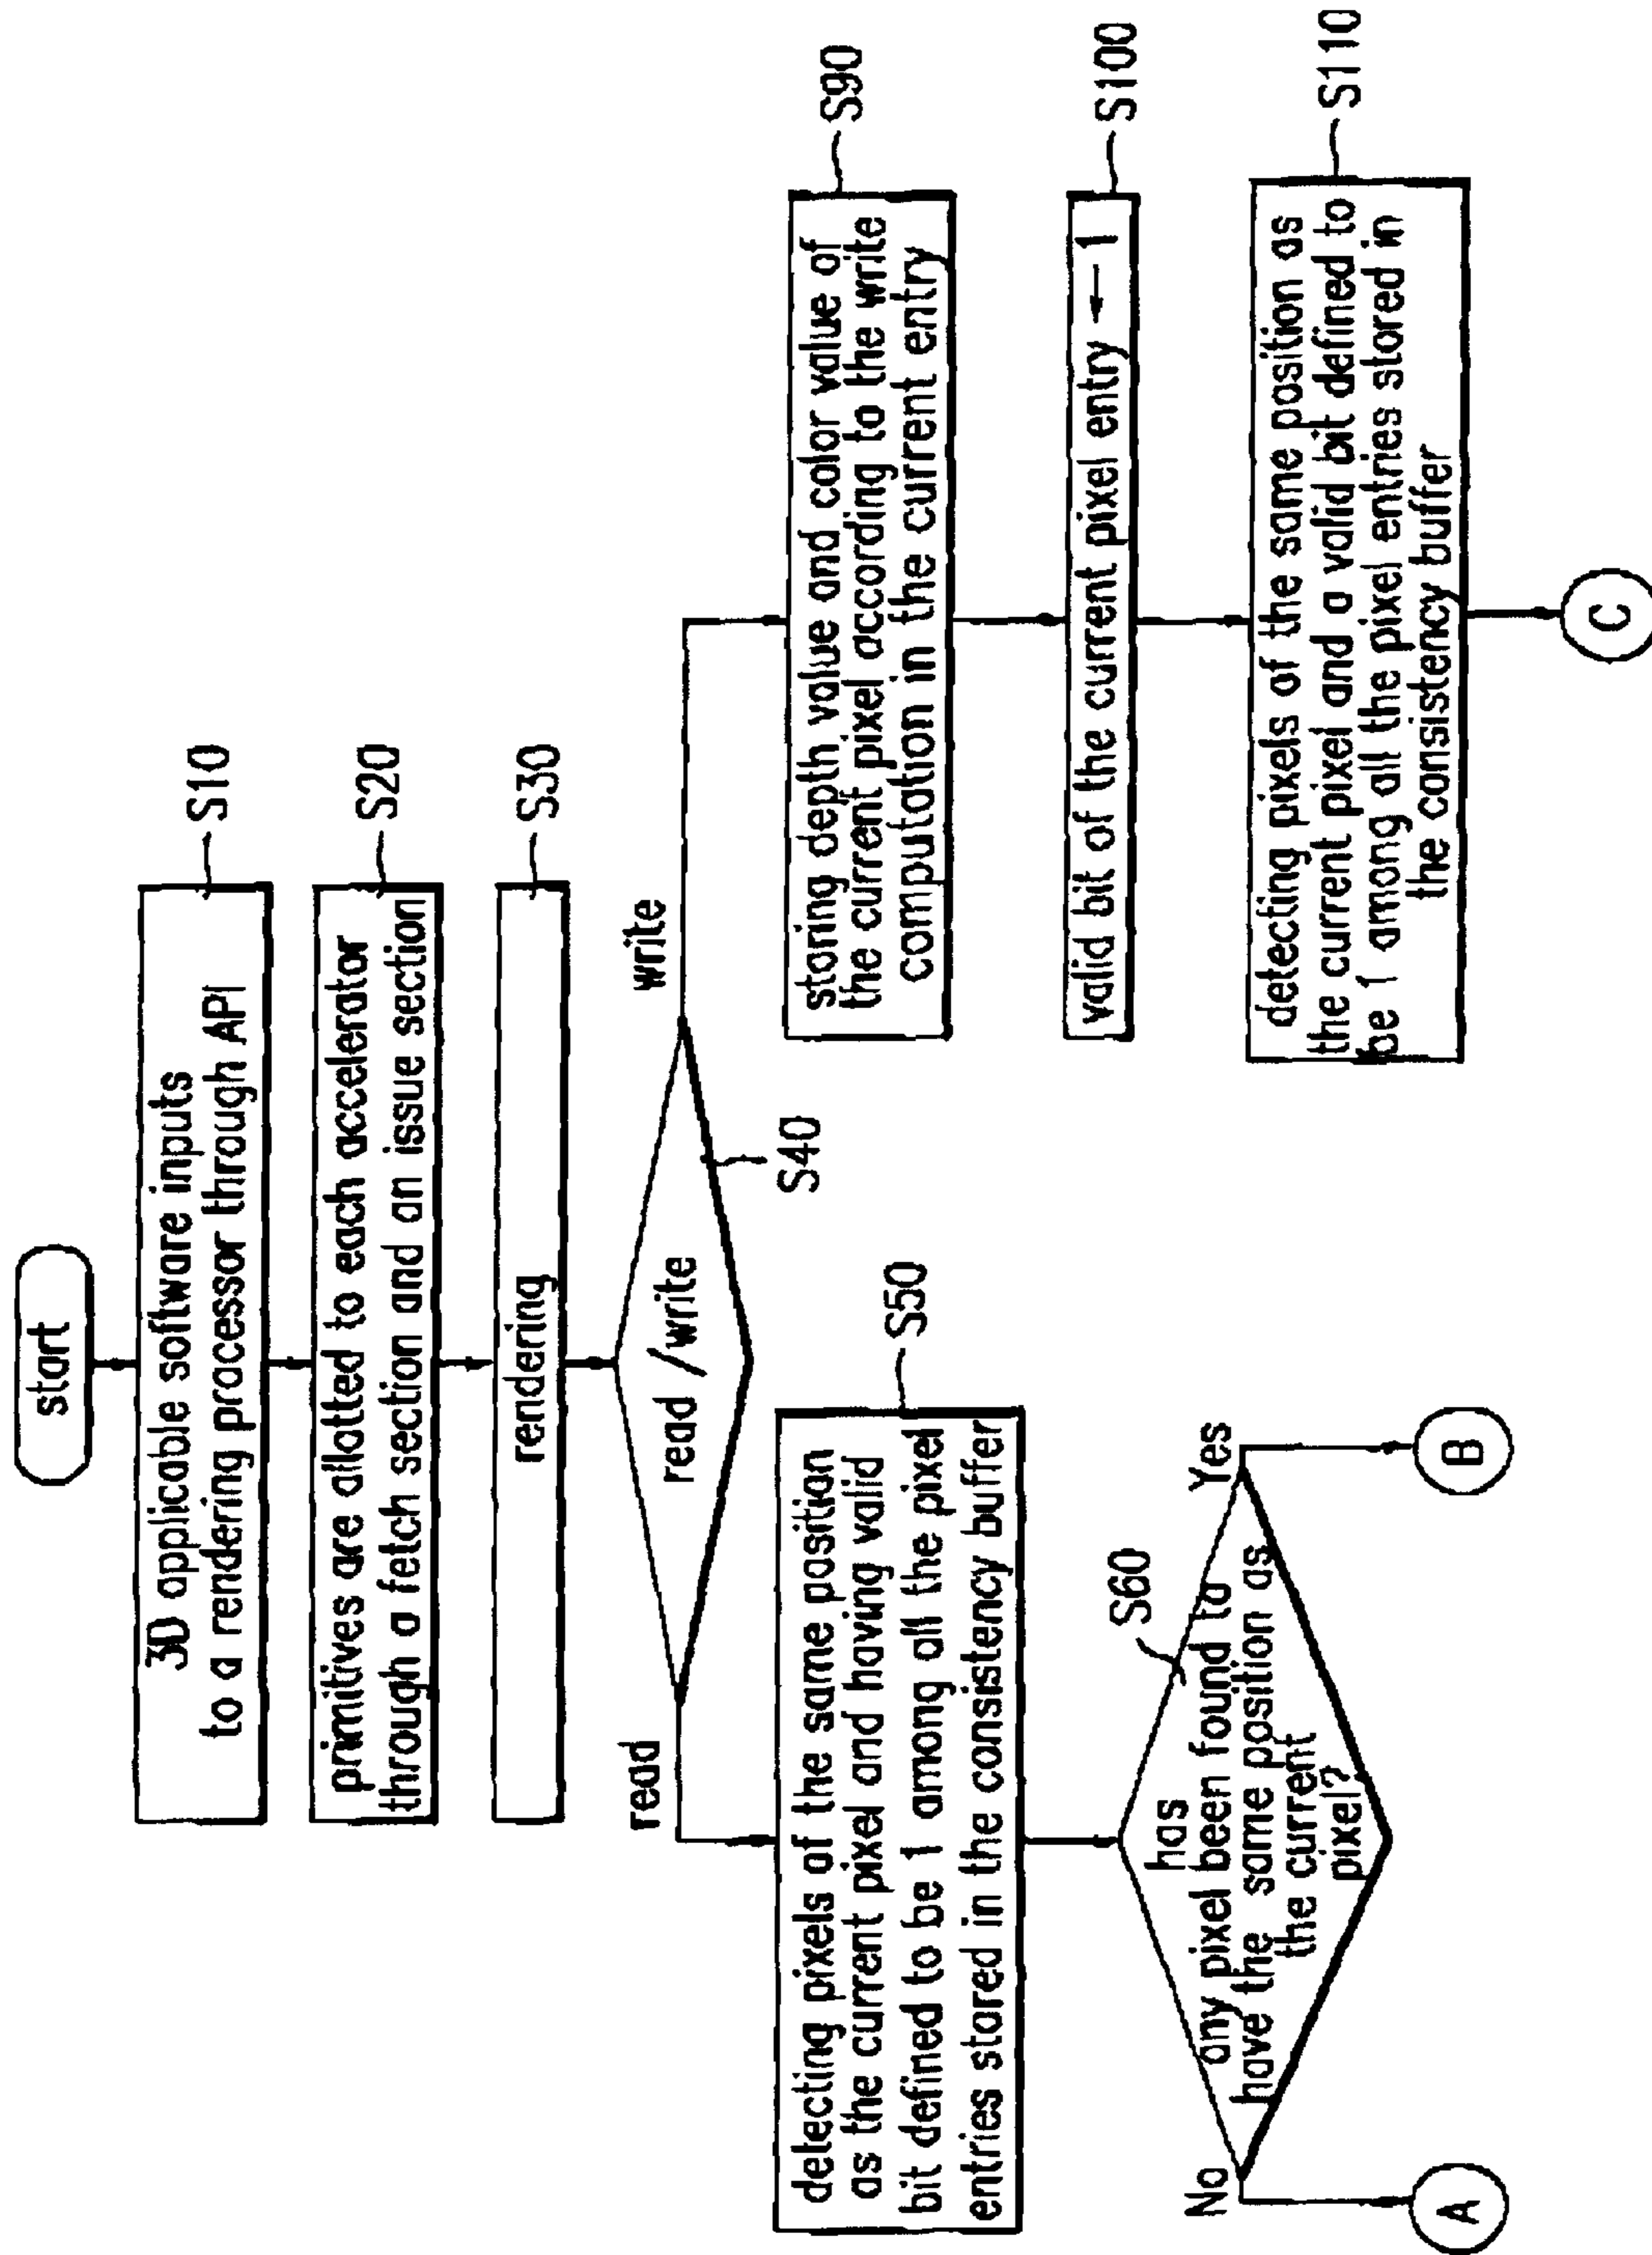 start
3D applicable software inputs
to a rendering processor through API
S10
primitives are allotted to each accelerator
through a fetch section and an issue section
S20
rendering
S30
read /write
S40
read
write
detecting pixels of the same position
as the current pixel and having valid
bit defined to be 1 among all the pixel
entries stored in the consistency buffer
S50
has
any pixel been found to
have the same position as
the current
pixel?
S60
No
Yes
A
B
storing depth value and color value of
the current pixel according to the write
computation in the current entry
S90
valid bit of the current pixel entry ← 1
S100
detecting pixels of the same position as
the current pixel and a valid bit defined to
be 1 among all the pixel entries stored in
the consistency buffer
S110
C